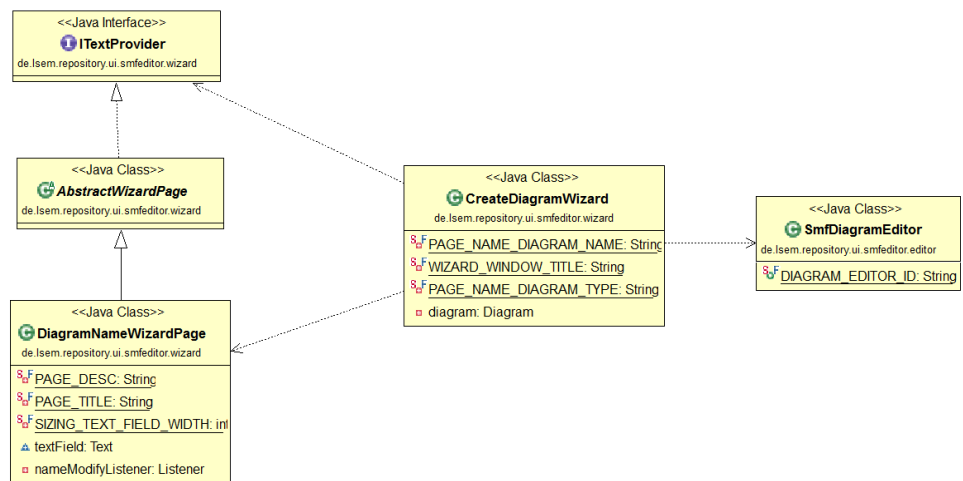 <<Java Interface>>
ITextProvider
de.lsem.repository.ui.smfeditor.wizard
<<Java Class>>
AbstractWizardPage
de.lsem.repository.ui.smfeditor.wizard
<<Java Class>>
DiagramNameWizardPage
de.lsem.repository.ui.smfeditor.wizard
PAGE_DESC: String
PAGE_TITLE: String
SIZING_TEXT_FIELD_WIDTH: int
textField: Text
nameModifyListener: Listener
<<Java Class>>
CreateDiagramWizard
de.lsem.repository.ui.smfeditor.wizard
PAGE_NAME_DIAGRAM_NAME: String
WIZARD_WINDOW_TITLE: String
PAGE_NAME_DIAGRAM_TYPE: String
diagram: Diagram
<<Java Class>>
SmfDiagramEditor
de.lsem.repository.ui.smfeditor.editor
DIAGRAM_EDITOR_ID: String